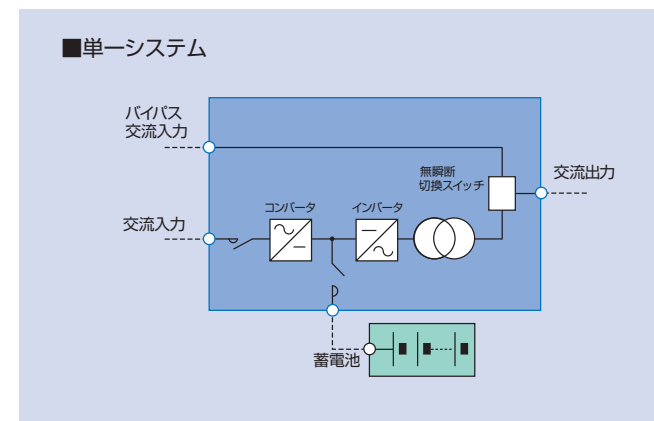 ■単一システム
バイパス
交流入力
無瞬断
切換スイッチ
交流出力
コンバータ
インバータ
交流入力
蓄電池